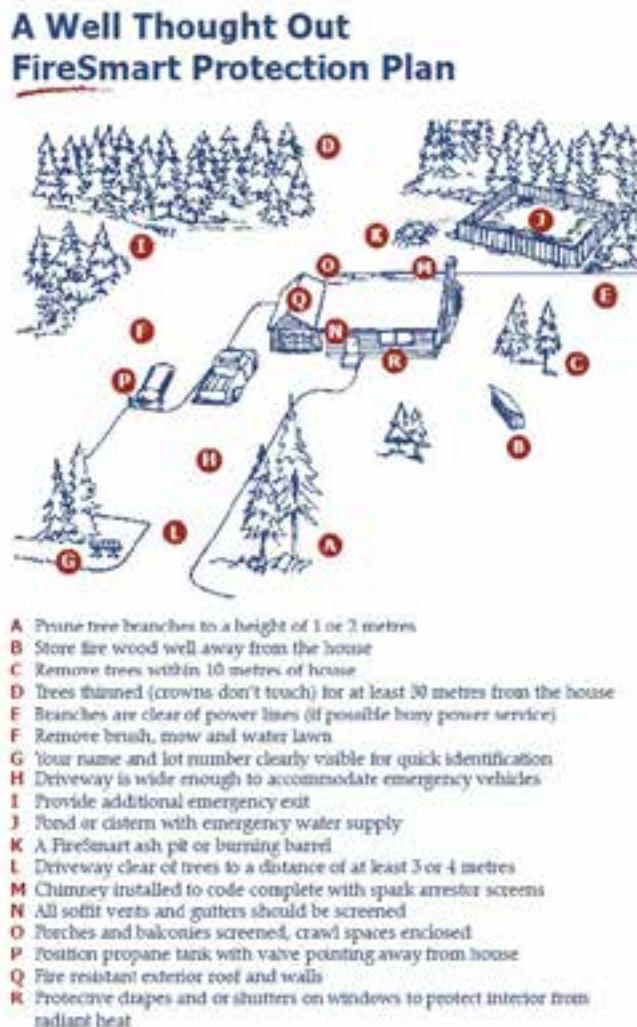 A Well Thought Out
FireSmart Protection Plan
D
J
I
K
O
M
Q
E
F
N
R
C
P
B
H
L
A
G
A Prune tree branches to a height of 1 or 2 metres
B Store fire wood well away from the house
C Remove trees within 10 metres of house
D Trees thinned (crowns don't touch) for at least 30 metres from the house
E Branches are clear of power lines (if possible bury power service)
F Remove brush, mow and water lawn
G Your name and lot number clearly visible for quick identification
H Driveway is wide enough to accommodate emergency vehicles
I Provide additional emergency exit
J Pond or cistern with emergency water supply
K A FireSmart ash pit or burning barrel
L Driveway clear of trees to a distance of at least 3 or 4 metres
M Chimney installed to code complete with spark arrester screens
N All soffit vents and gutters should be screened
O Porches and balconies screened, crawl spaces enclosed
P Position propane tank with valve pointing away from house
Q Fire resistant exterior roof and walls
R Protective drapes and or shutters on windows to protect interior from
radiant heat